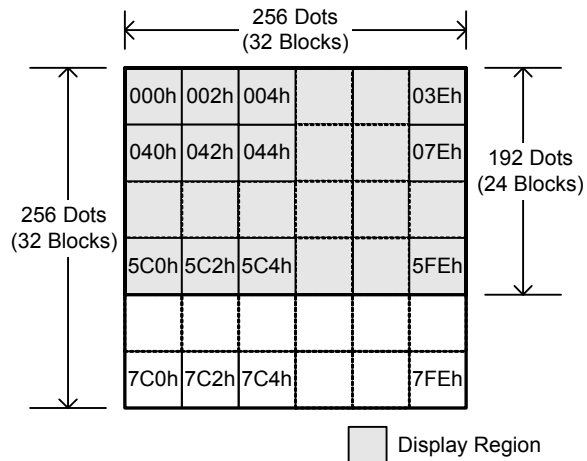 256 Dots
(32 Blocks)
000h 002h 004h 03Eh
040h 042h 044h 07Eh
192 Dots
(24 Blocks)
256 Dots
(32 Blocks)
5C0h 5C2h 5C4h 5FEh
7C0h 7C2h 7C4h 7FEh
Display Region